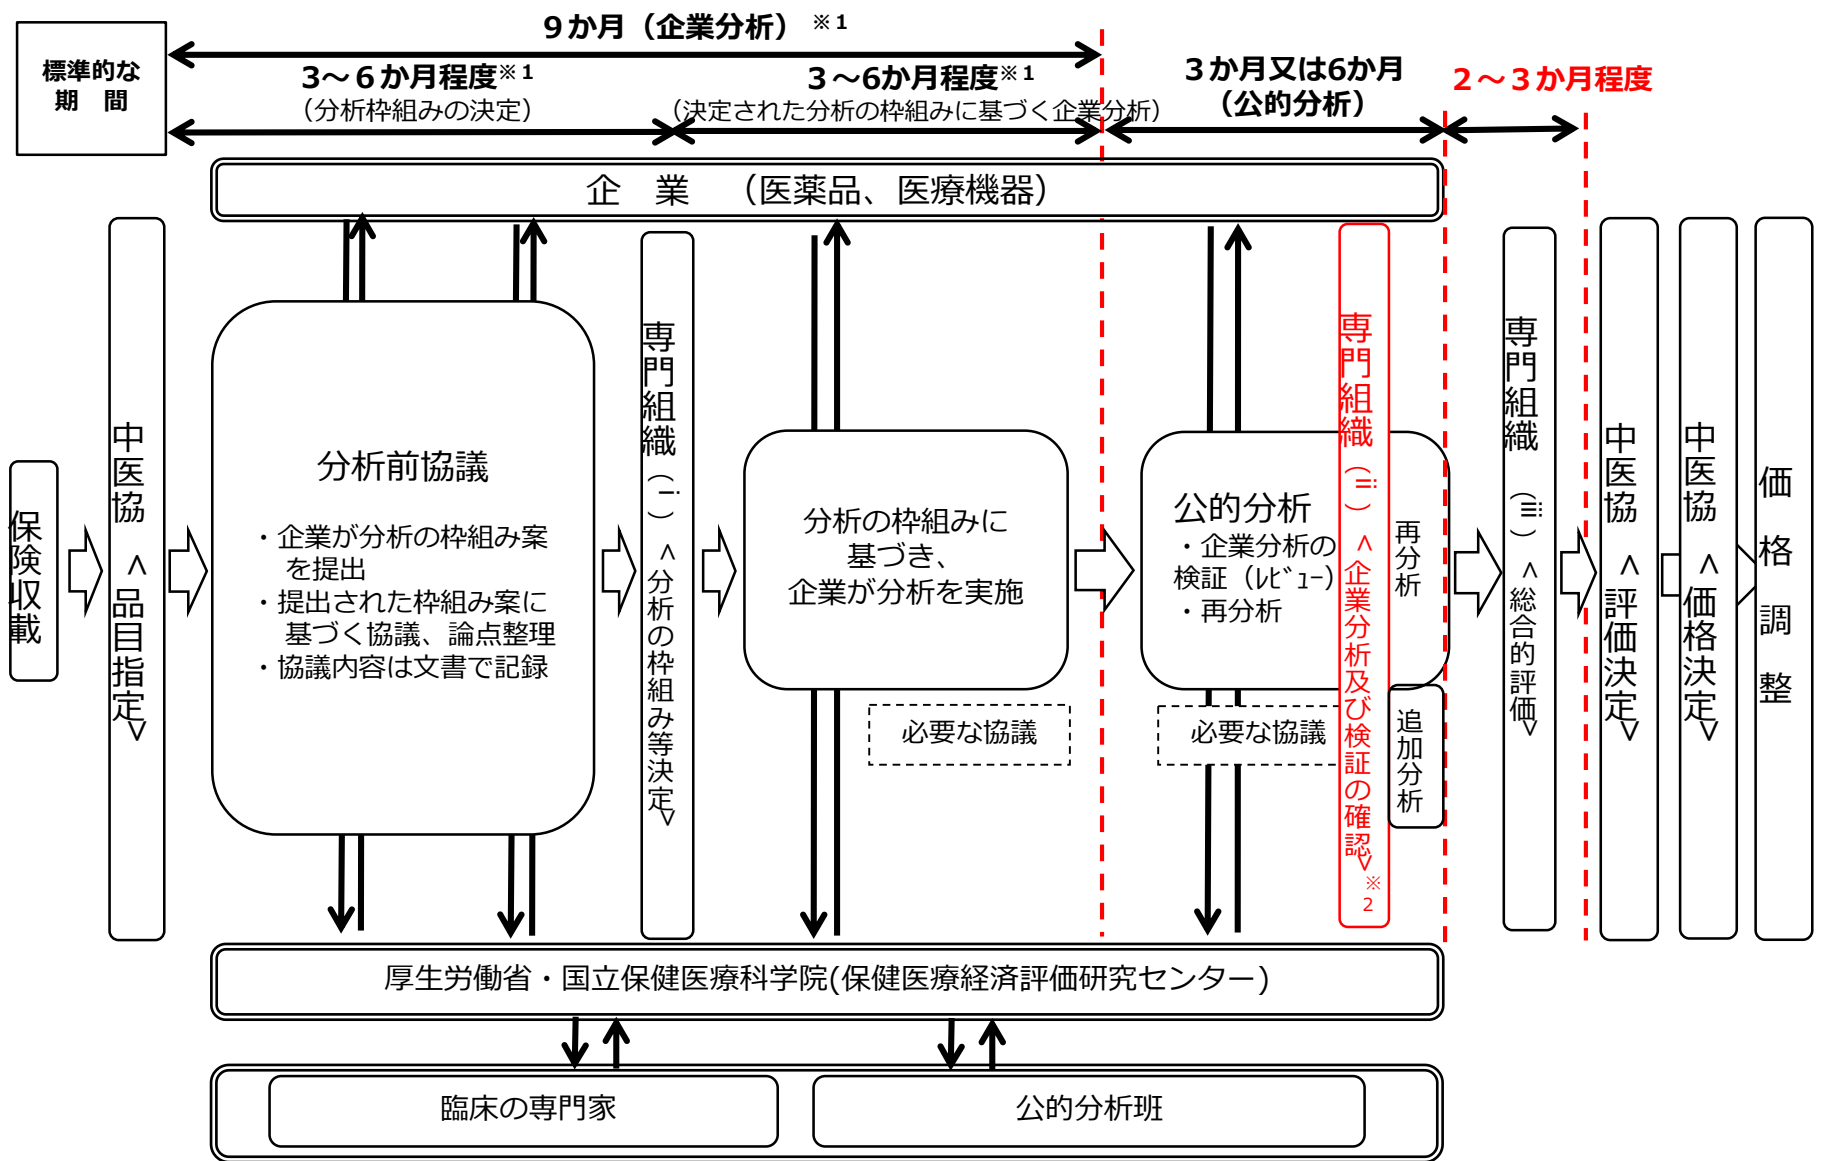 標準的な
期　間
９か月（企業分析）※１
３～６か月程度※１
（分析枠組みの決定）
３～6か月程度※１
（決定された分析の枠組みに基づく企業分析）
３か月又は6か月
（公的分析）
２～３か月程度
企　業　（医薬品、医療機器）
保険収載
中医協＜品目指定＞
分析前協議
・企業が分析の枠組み案
を提出
・提出された枠組み案に
基づく協議、論点整理
・協議内容は文書で記録
専門組織（ⅰ）＜分析の枠組み等決定＞
分析の枠組みに
基づき、
企業が分析を実施
必要な協議
公的分析
・企業分析の
検証（ﾚﾋﾞｭｰ）
・再分析
必要な協議
専門組織（ⅱ）＜企業分析及び検証の確認＞※2
再分析
追加分析
専門組織（ⅲ）＜総合的評価＞
中医協＜評価決定＞
中医協＜価格決定＞
価格調整
厚生労働省・国立保健医療科学院(保健医療経済評価研究センター)
臨床の専門家
公的分析班